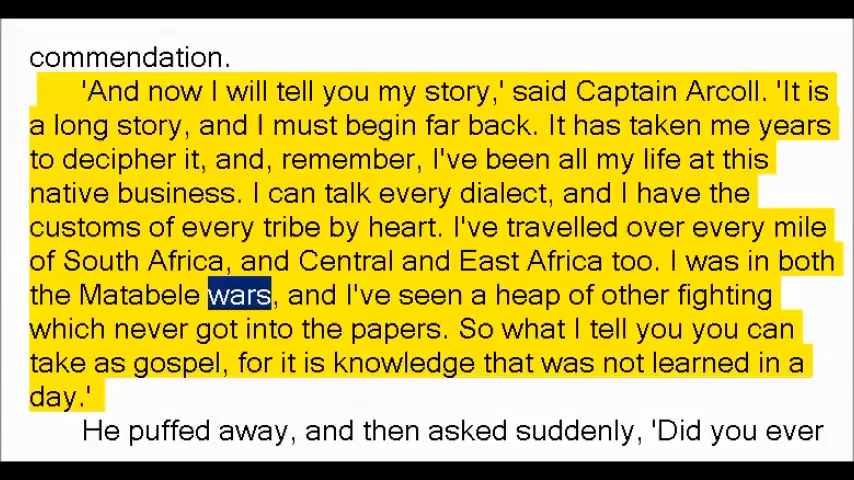 commendation.
'And now I will tell you my story,' said Captain Arcoll. 'It is
a long story, and I must begin far back. It has taken me years
to decipher it, and, remember, I've been all my life at this
native business. I can talk every dialect, and I have the
customs of every tribe by heart. I've travelled over every mile
of South Africa, and Central and East Africa too. I was in both
the Matabele wars, and I've seen a heap of other fighting
which never got into the papers. So what I tell you you can
take as gospel, for it is knowledge that was not learned in a
day.'
He puffed away, and then asked suddenly, 'Did you ever